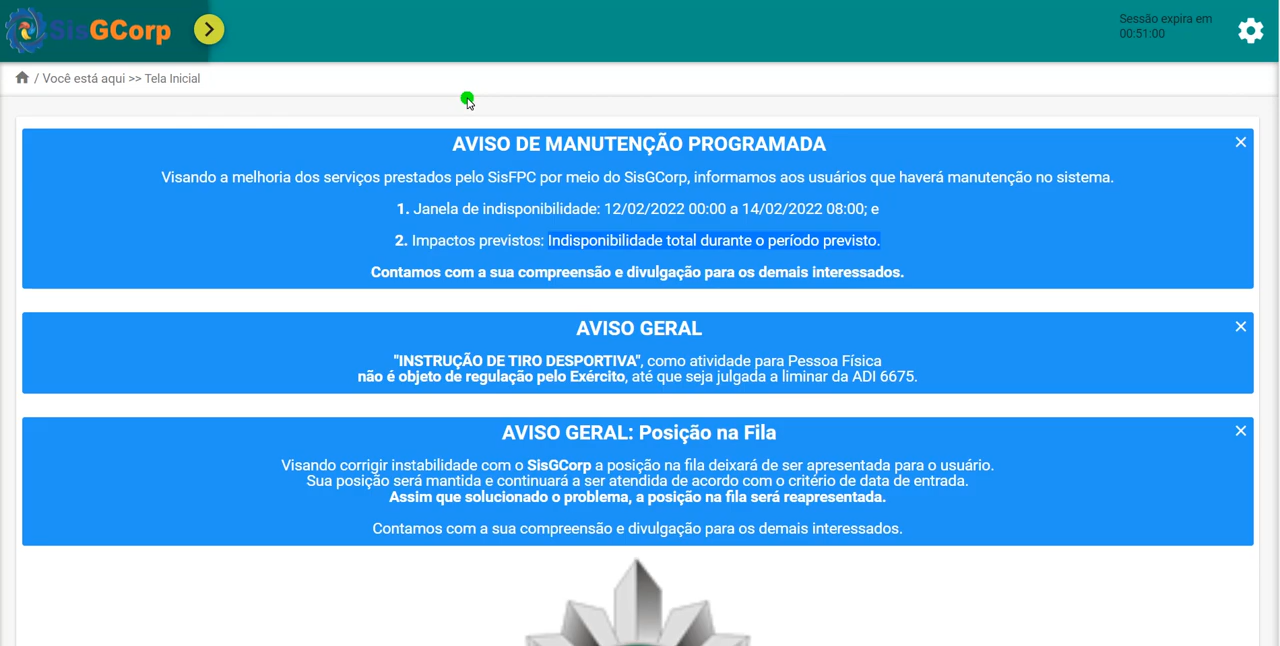 SisGCorp
Sessão expira em
00:51:00
/ Você está aqui >> Tela Inicial
AVISO DE MANUTENÇÃO PROGRAMADA
Visando a melhoria dos serviços prestados pelo SisFPC por meio do SisGCorp, informamos aos usuários que haverá manutenção no sistema.
1. Janela de indisponibilidade: 12/02/2022 00:00 a 14/02/2022 08:00; e
2. Impactos previstos: Indisponibilidade total durante o período previsto.
Contamos com a sua compreensão e divulgação para os demais interessados.
AVISO GERAL
"INSTRUÇÃO DE TIRO DESPORTIVA", como atividade para Pessoa Física
não é objeto de regulação pelo Exército, até que seja julgada a liminar da ADI 6675.
AVISO GERAL: Posição na Fila
Visando corrigir instabilidade com o SisGCorp a posição na fila deixará de ser apresentada para o usuário.
Sua posição será mantida e continuará a ser atendida de acordo com o critério de data de entrada.
Assim que solucionado o problema, a posição na fila será reapresentada.
Contamos com a sua compreensão e divulgação para os demais interessados.